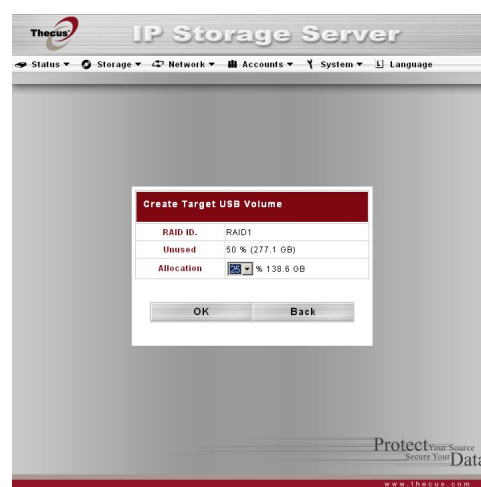 Thecus
IP Storage Server
Status Storage Network Accounts System L Language
Create Target USB Volume
RAID ID. RAID1
Unused 50 % (277.1 GB)
Allocation 25 % 138.6 GB
OK Back
Protect Your Source
Secure Your Data
www.thecus.com